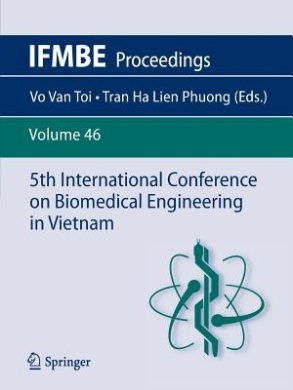 IFMBE Proceedings
Vo Van Toi · Tran Ha Lien Phuong (Eds.)
Volume 46
5th International Conference
on Biomedical Engineering
in Vietnam
Springer